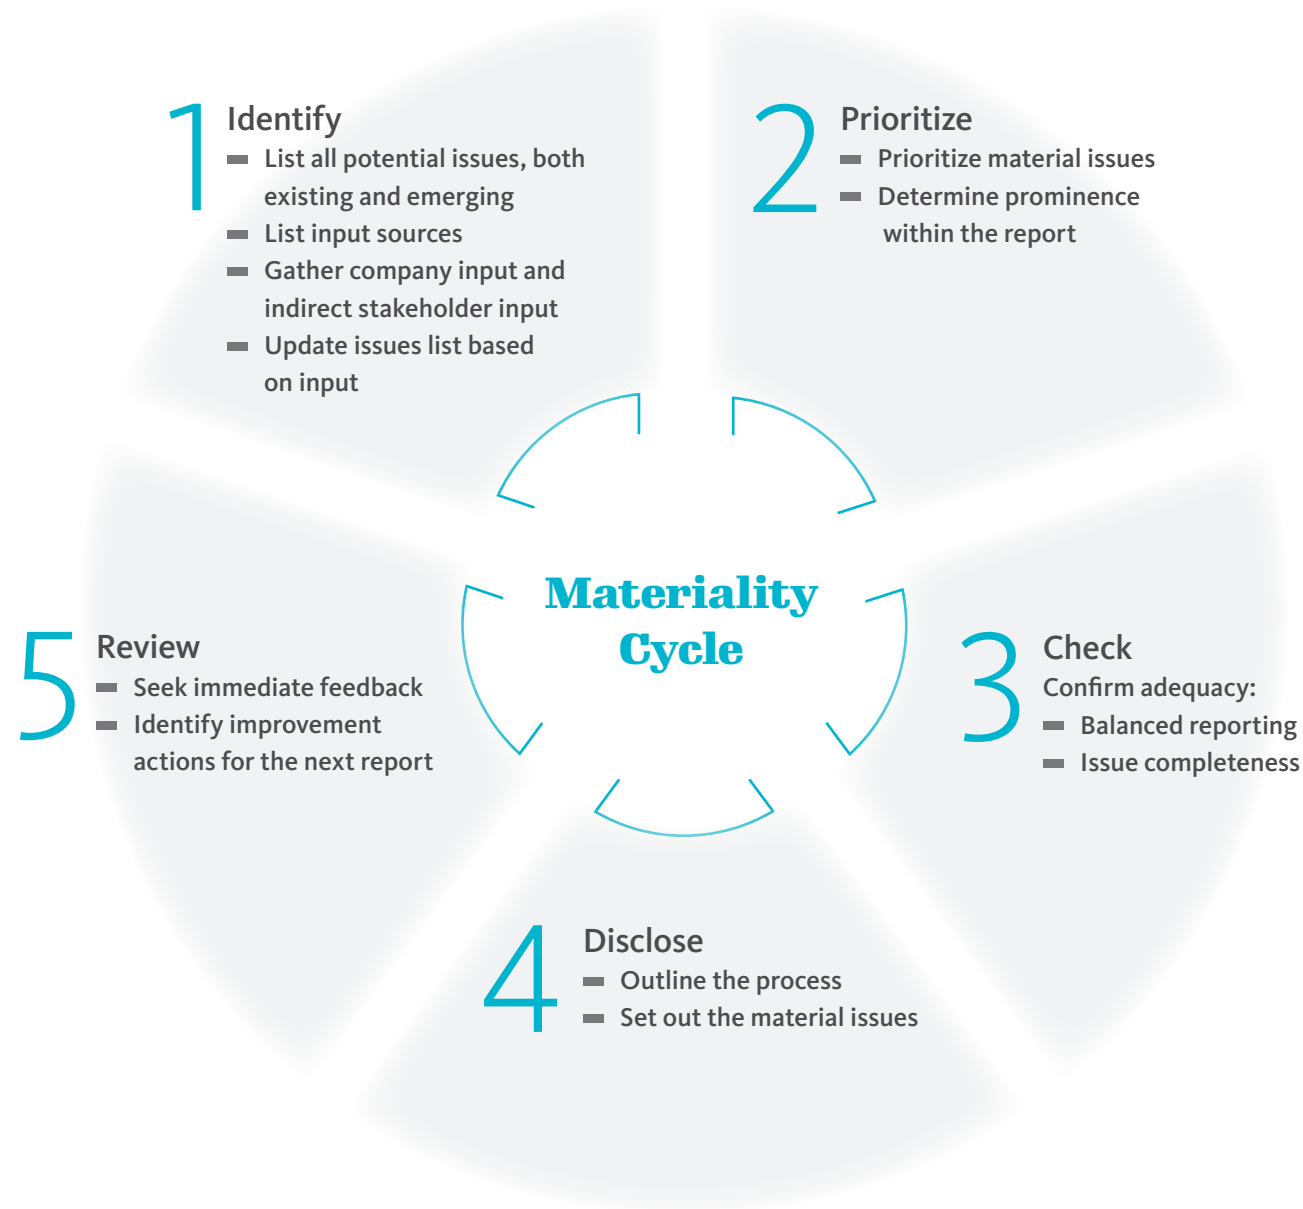 1
Identify
List all potential issues, both
existing and emerging
List input sources
Gather company input and
indirect stakeholder input
Update issues list based
on input
2
Prioritize
Prioritize material issues
Determine prominence
within the report
Materiality
Cycle
3
Check
Confirm adequacy:
Balanced reporting
Issue completeness
4
Disclose
Outline the process
Set out the material issues
5
Review
Seek immediate feedback
Identify improvement
actions for the next report